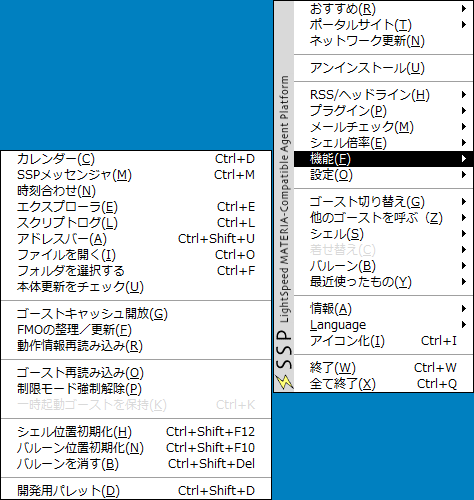 おすすめ(R)
ポータルサイト(T)
ネットワーク更新(N)
アンインストール(U)
RSS/ヘッドライン(H)
プラグイン(P)
メールチェック(M)
シェル倍率(E)
機能(F)
設定(O)
ゴースト切り替え(G)
他のゴーストを呼ぶ(Z)
シェル(S)
着せ替え(C)
バルーン(B)
最近使ったもの(Y)
情報(A)
Language
アイコン化(I) Ctrl+I
終了(W) Ctrl+W
全て終了(X) Ctrl+Q
SSP LightSpeed MATERIA-Compatible Agent Platform
カレンダー(C) Ctrl+D
SSPメッセンジャ(M) Ctrl+M
時刻合わせ(N)
エクスプローラ(E) Ctrl+E
スクリプトログ(L) Ctrl+L
アドレスバー(A) Ctrl+Shift+U
ファイルを開く(I) Ctrl+O
フォルダを選択する Ctrl+F
本体更新をチェック(U)
ゴーストキャッシュ開放(G)
FMOの整理/更新(F)
動作情報再読み込み(R)
ゴースト再読み込み(O)
制限モード強制解除(P)
一時起動ゴーストを保持(K) Ctrl+K
シェル位置初期化(H) Ctrl+Shift+F12
バルーン位置初期化(N) Ctrl+Shift+F10
バルーンを消す(B) Ctrl+Shift+Del
開発用パレット(D) Ctrl+Shift+D